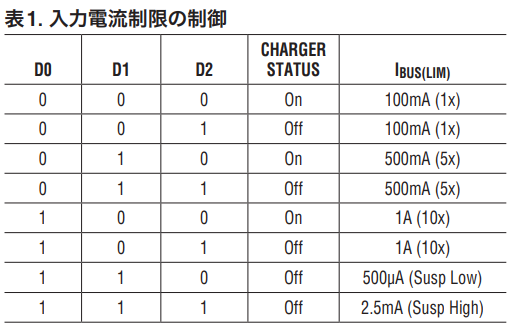 表1. 入力電流制限の制御
D0 D1 D2 CHARGER STATUS IBUS(LIM)
0 0 0 On 100mA (1x)
0 0 1 Off 100mA (1x)
0 1 0 On 500mA (5x)
0 1 1 Off 500mA (5x)
1 0 0 On 1A (10x)
1 0 1 Off 1A (10x)
1 1 0 Off 500µA (Susp Low)
1 1 1 Off 2.5mA (Susp High)